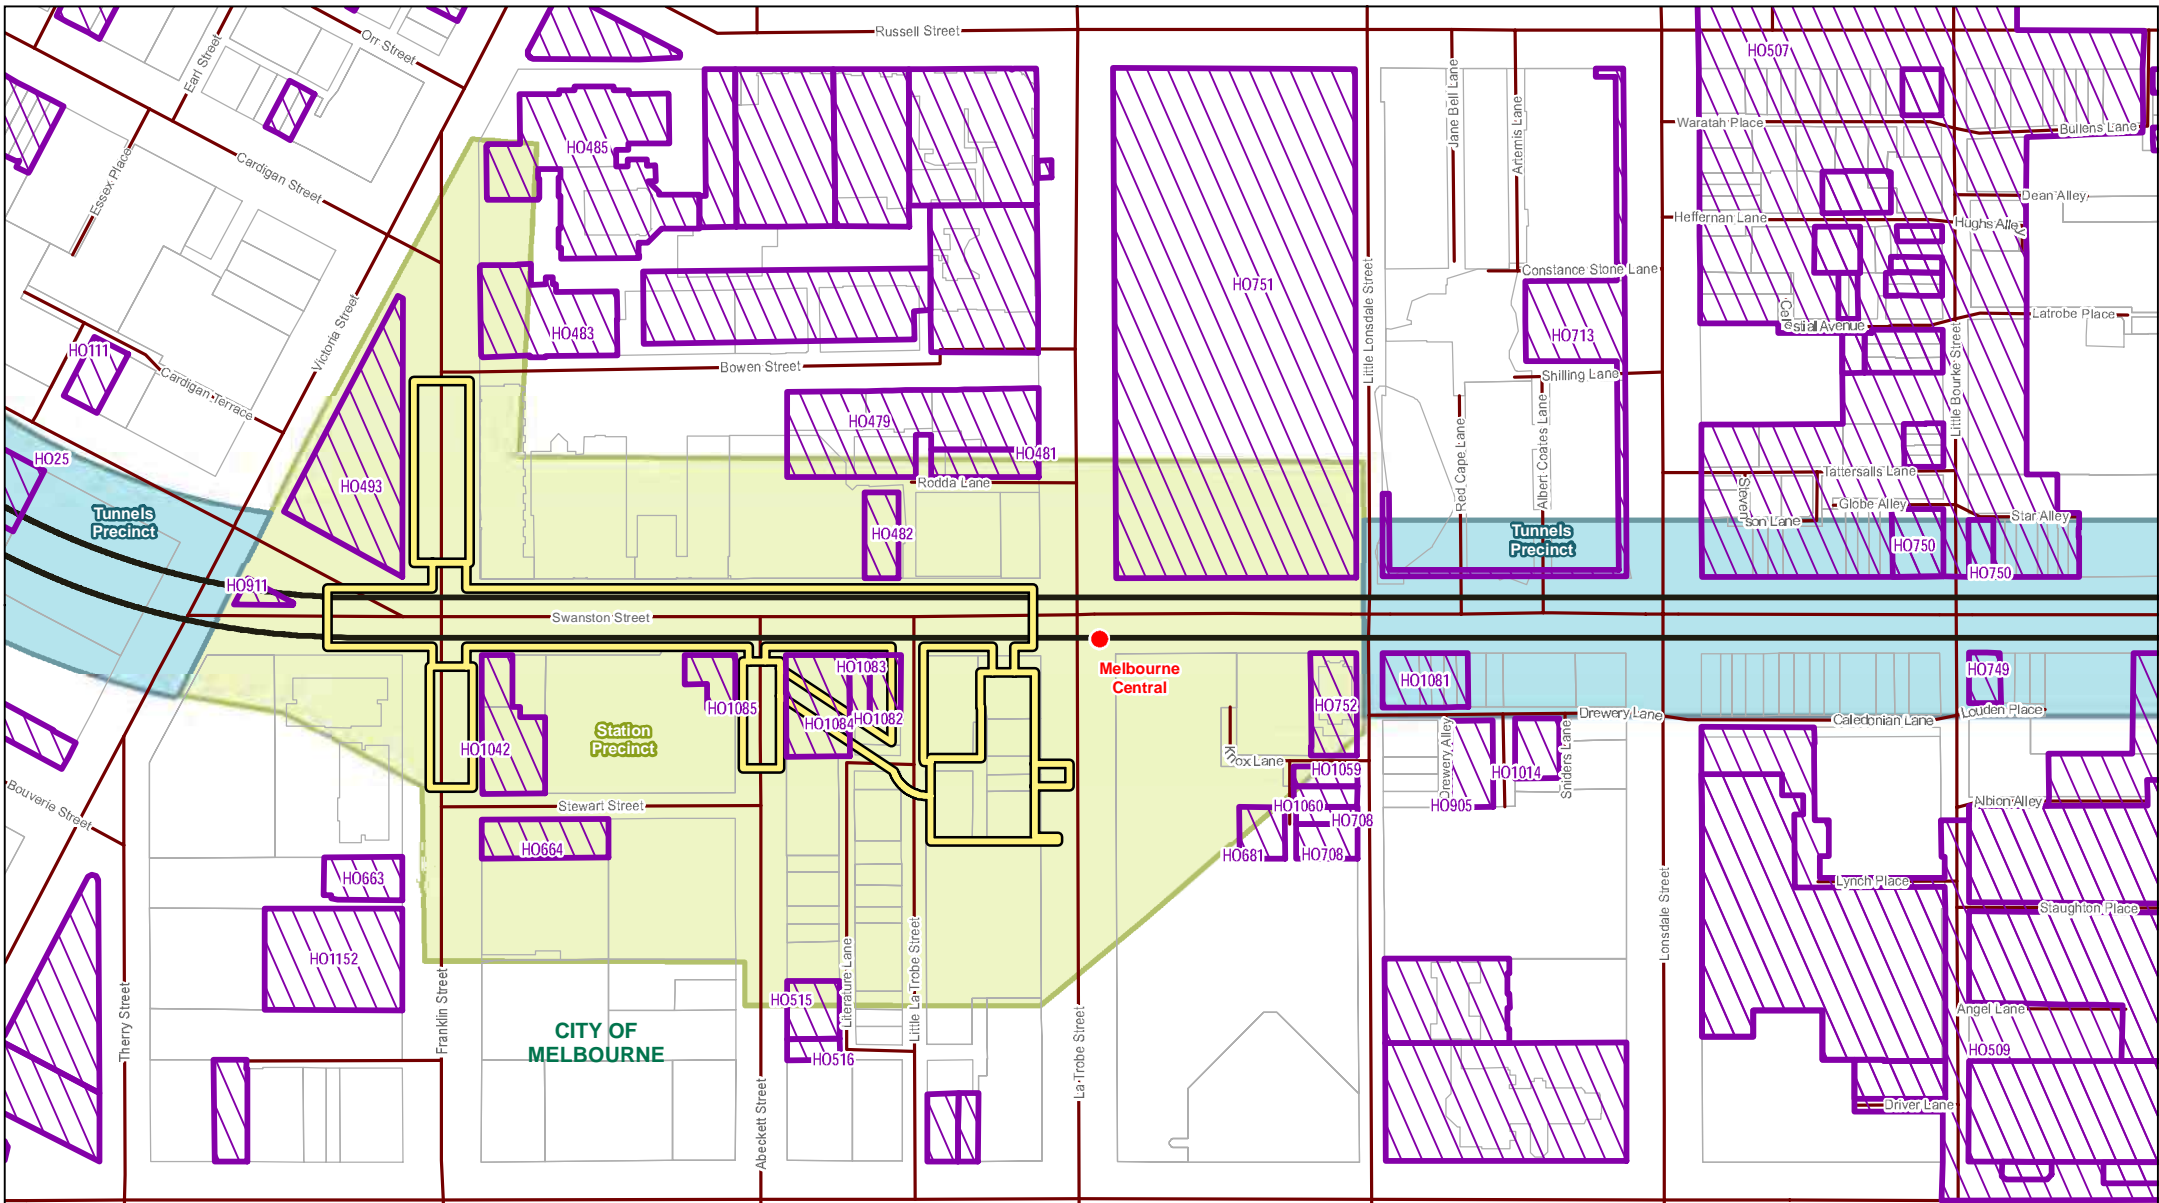 Russell Street
Orr Street
Earl Street
HO507
Jane Bell Lane
Artemis Lane
Waratah Place
Bullens Lane
HO485
Cardigan Street
Essex Place
Dean Alley
Heffernan Lane
Hughs Alley
HO751
Little Lonsdale Street
Constance Stone Lane
Celestial Avenue
Latrobe Place
HO483
HO713
Victoria Street
HO111
Bowen Street
Cardigan Terrace
Shilling Lane
Little Bourke Street
HO479
HO481
Red Cape Lane
Albert Coates Lane
HO25
HO493
Rodda Lane
Tattersalls Lane
Stevenson Lane
Globe Alley
Star Alley
Tunnels
Precinct
HO482
Tunnels
Precinct
HO750
HO750
HO911
Swanston Street
Melbourne
Central
HO1083
HO1081
HO749
HO1085
HO1084
HO1082
HO752
Drewery Lane
Caledonian Lane
Louden Place
Station
Precinct
HO1042
Knox Lane
HO1059
Drewery Alley
HO1014
Sniders Lane
Bouverie Street
Stewart Street
HO1060
HO708
HO905
Albion Alley
HO664
HO681
HO708
HO663
Lynch Place
Staughton Place
HO1152
Therry Street
Franklin Street
Literature Lane
Little La Trobe Street
Lonsdale Street
HO515
Angel Lane
CITY OF
MELBOURNE
HO516
La Trobe Street
HO509
Abeckett Street
Driver Lane